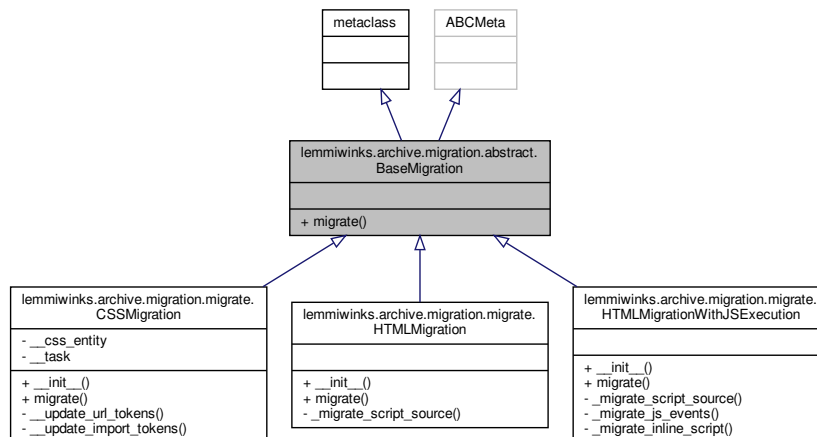 metaclass
ABCMeta
lemmiwinks.archive.migration.abstract.
BaseMigration
+ migrate()
lemmiwinks.archive.migration.migrate.
CSSMigration
- __css_entity
- __task
+ __init__()
+ migrate()
- __update_url_tokens()
- __update_import_tokens()
lemmiwinks.archive.migration.migrate.
HTMLMigration
+ __init__()
+ migrate()
- _migrate_script_source()
lemmiwinks.archive.migration.migrate.
HTMLMigrationWithJSExecution
+ __init__()
+ migrate()
- _migrate_script_source()
- _migrate_js_events()
- _migrate_inline_script()